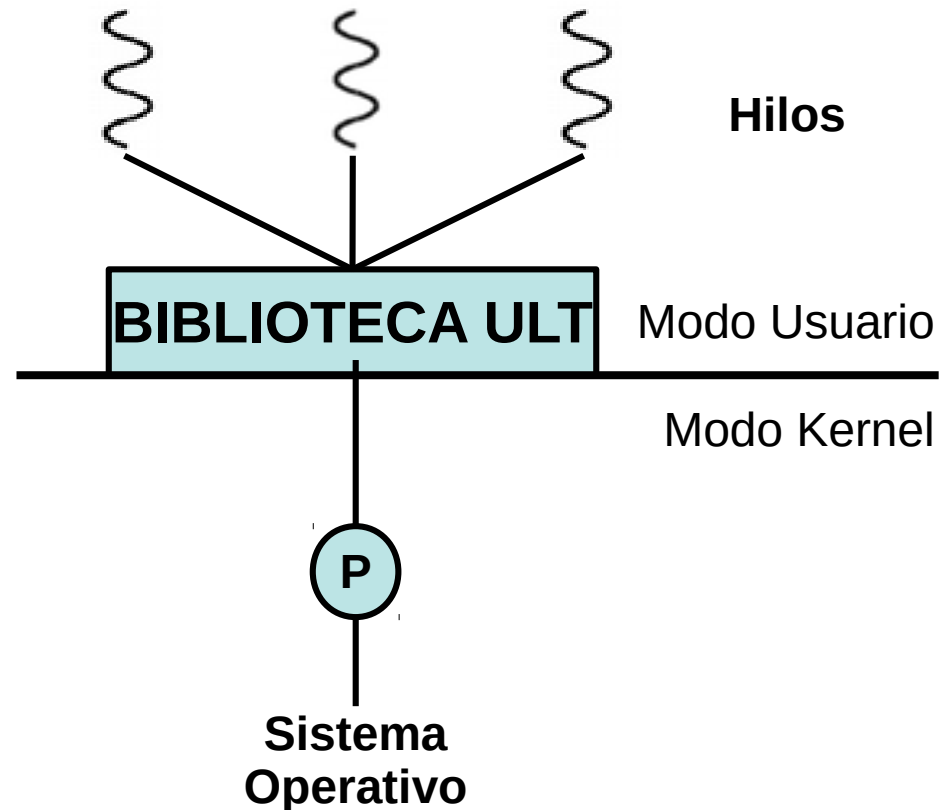 Hilos
BIBLIOTECA ULT
Modo Usuario
Modo Kernel
P
Sistema
Operativo